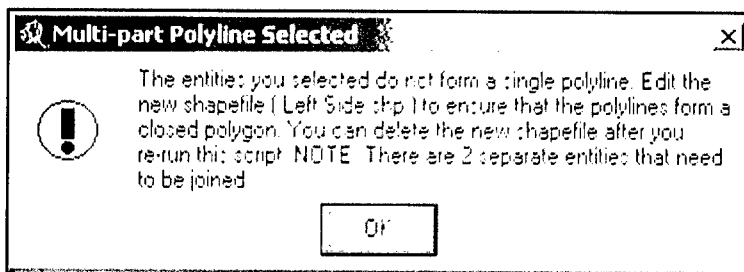 Multi-part Polyline Selected
The entities you selected do not form a single polyline. Edit the
new shapefile ( Left Side.shp ) to ensure that the polylines form a
closed polygon. You can delete the new shapefile after you
re-run this script. NOTE: There are 2 separate entities that need
to be joined
OK